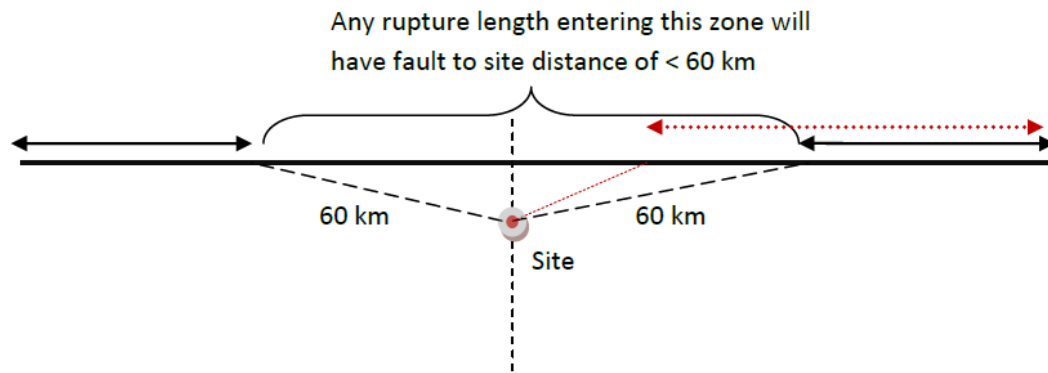 Any rupture length entering this zone will
have fault to site distance of < 60 km
60 km
60 km
Site